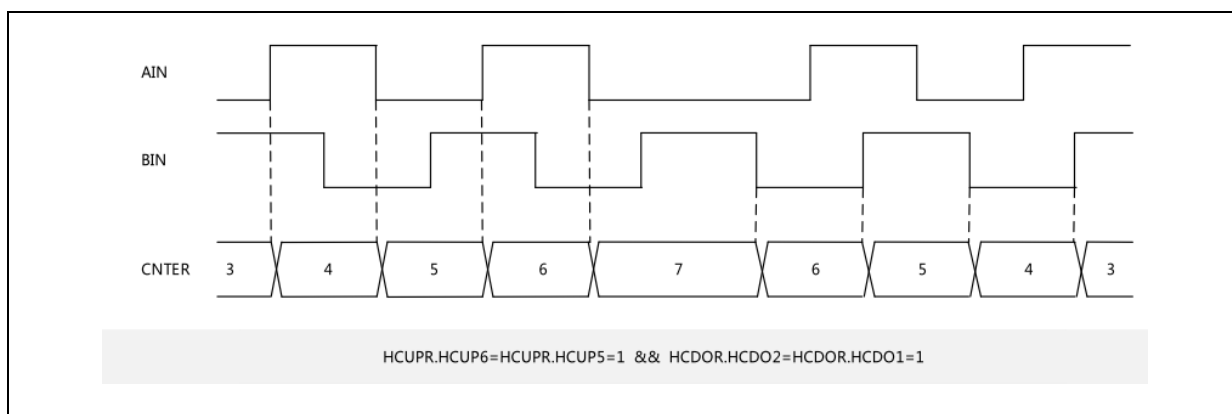 AIN
BIN
CNTER 3 4 5 6 7 6 5 4 3
HCUPR.HCUP6=HCUPR.HCUP5=1 && HCDOR.HCDO2=HCDOR.HCDO1=1